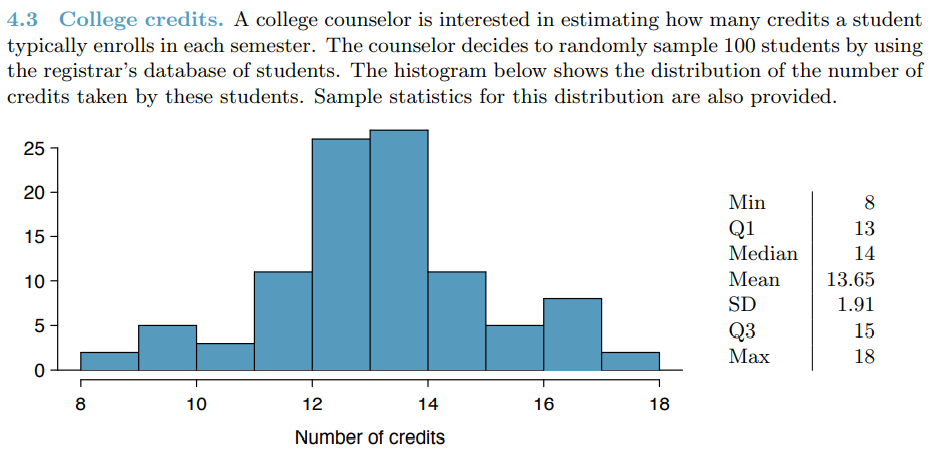 4.3 College credits. A college counselor is interested in estimating how many credits a student
typically enrolls in each semester. The counselor decides to randomly sample 100 students by using
the registrar's database of students. The histogram below shows the distribution of the number of
credits taken by these students. Sample statistics for this distribution are also provided.
25
20
15
10
5
0
8 10 12 14 16 18
Number of credits
Min 8
Q1 13
Median 14
Mean 13.65
SD 1.91
Q3 15
Max 18